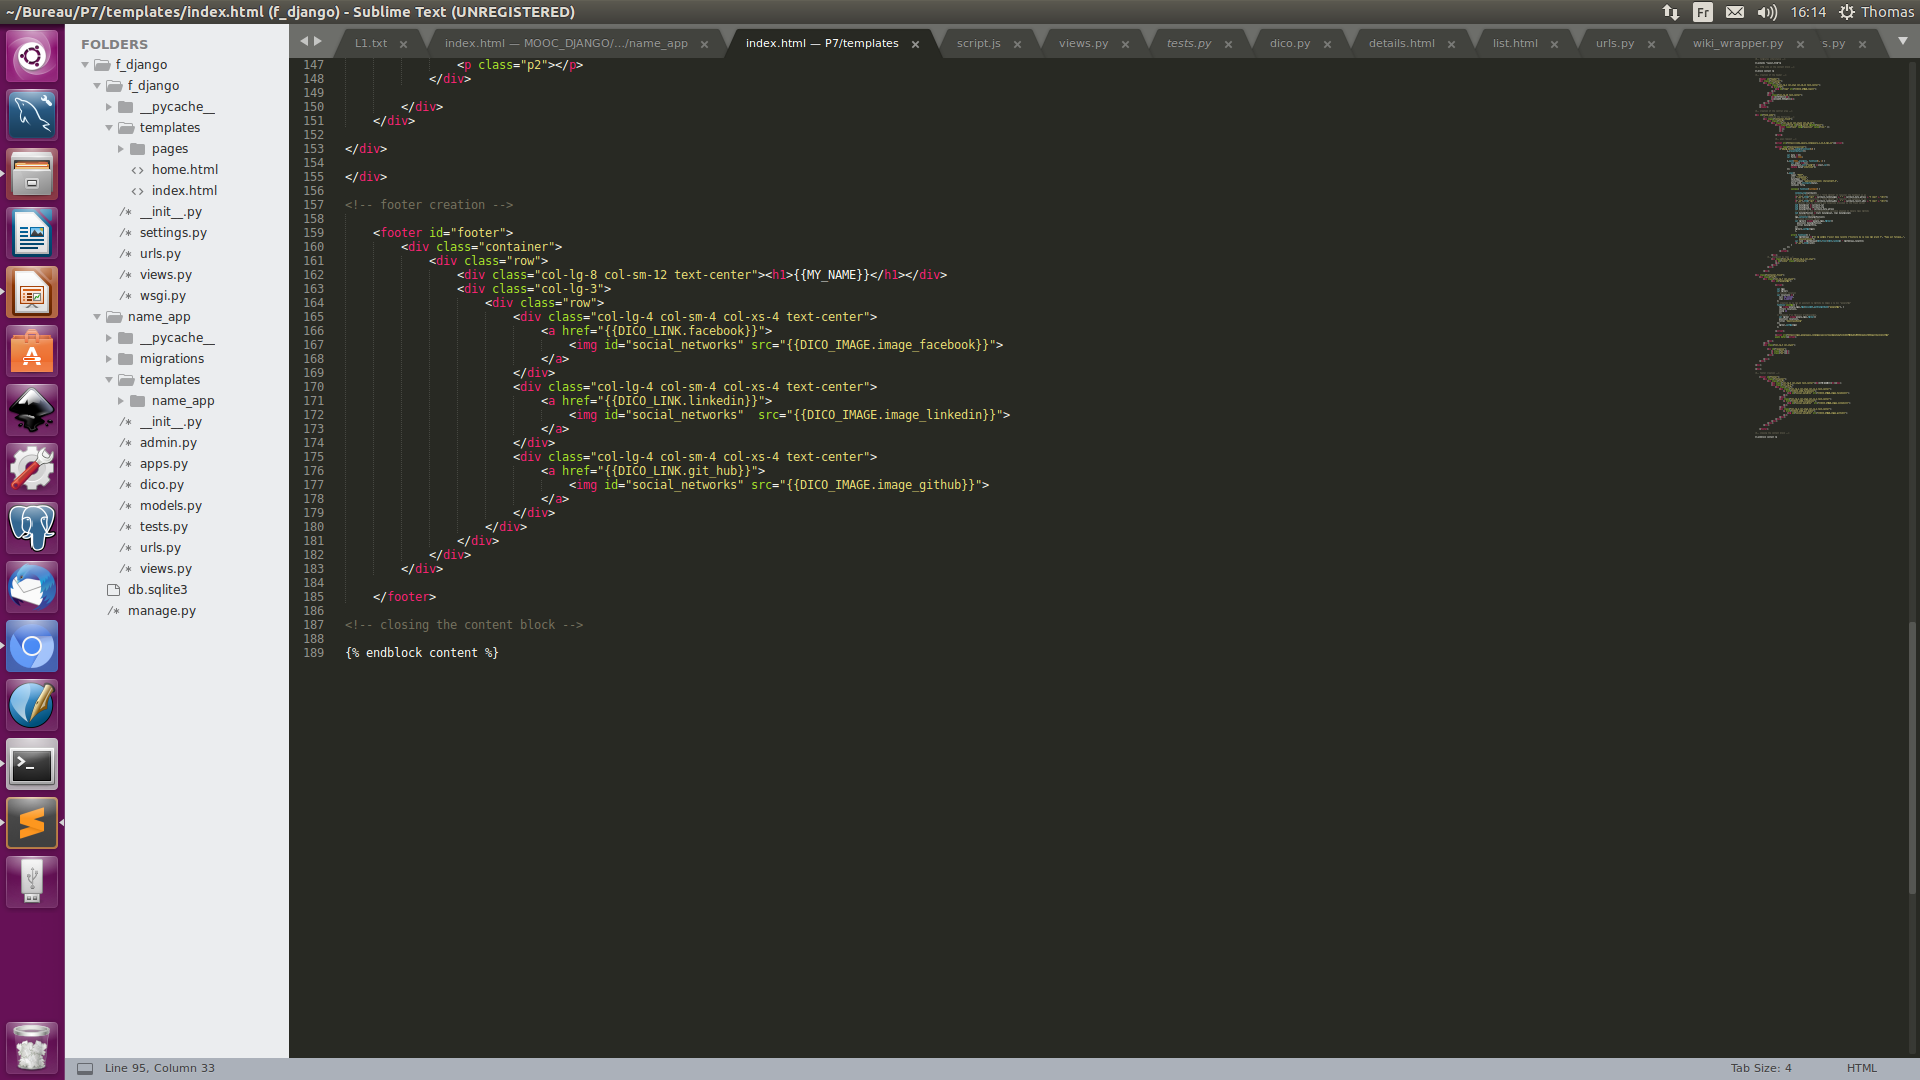 ~/Bureau/P7/templates/index.html (f_django) - Sublime Text (UNREGISTERED)
Fr
16:14
Thomas
FOLDERS
f_django
f_django
__pycache__
templates
pages
home.html
index.html
__init__.py
settings.py
urls.py
views.py
wsgi.py
name_app
__pycache__
migrations
templates
name_app
__init__.py
admin.py
apps.py
dico.py
models.py
tests.py
urls.py
views.py
db.sqlite3
manage.py
L1.txt
index.html — MOOC_DJANGO/.../name_app
index.html — P7/templates
script.js
views.py
tests.py
dico.py
details.html
list.html
urls.py
wiki_wrapper.py
s.py
147 <p class="p2"></p>
148 </div>
149
150 </div>
151 </div>
152
153 </div>
154
155 </div>
156
157 <!-- footer creation -->
158
159 <footer id="footer">
160 <div class="container">
161 <div class="row">
162 <div class="col-lg-8 col-sm-12 text-center"><h1>{{MY_NAME}}</h1></div>
163 <div class="col-lg-3">
164 <div class="row">
165 <div class="col-lg-4 col-sm-4 col-xs-4 text-center">
166 <a href="{{DICO_LINK.facebook}}">
167 <img id="social_networks" src="{{DICO_IMAGE.image_facebook}}">
168 </a>
169 </div>
170 <div class="col-lg-4 col-sm-4 col-xs-4 text-center">
171 <a href="{{DICO_LINK.linkedin}}">
172 <img id="social_networks"  src="{{DICO_IMAGE.image_linkedin}}">
173 </a>
174 </div>
175 <div class="col-lg-4 col-sm-4 col-xs-4 text-center">
176 <a href="{{DICO_LINK.git_hub}}">
177 <img id="social_networks" src="{{DICO_IMAGE.image_github}}">
178 </a>
179 </div>
180 </div>
181 </div>
182 </div>
183 </div>
184
185 </footer>
186
187 <!-- closing the content block -->
188
189 {% endblock content %}
Line 95, Column 33
Tab Size: 4
HTML